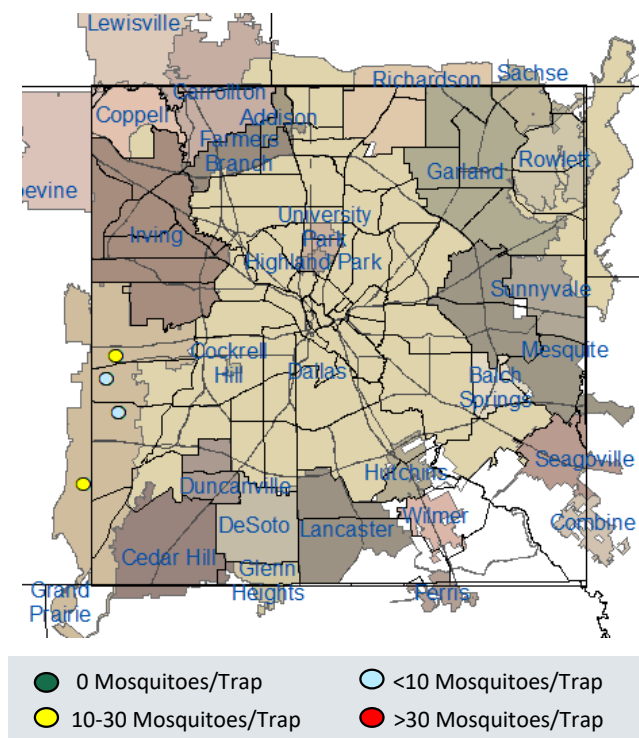 Lewisville
Richardson
Sachse
Carrollton
Coppell
Addison
Farmers
Branch
Garland
Rowlett
evine
University
Park
Irving
Highland Park
Sunnyvale
Cockrell
Hill
Dallas
Mesquite
Balch
Springs
Seagoville
Hutchins
Duncanville
DeSoto
Lancaster
Wilmer
Combine
Cedar Hill
Glenn
Heights
Grand
Prairie
Ferris
0 Mosquitoes/Trap
<10 Mosquitoes/Trap
10-30 Mosquitoes/Trap
>30 Mosquitoes/Trap